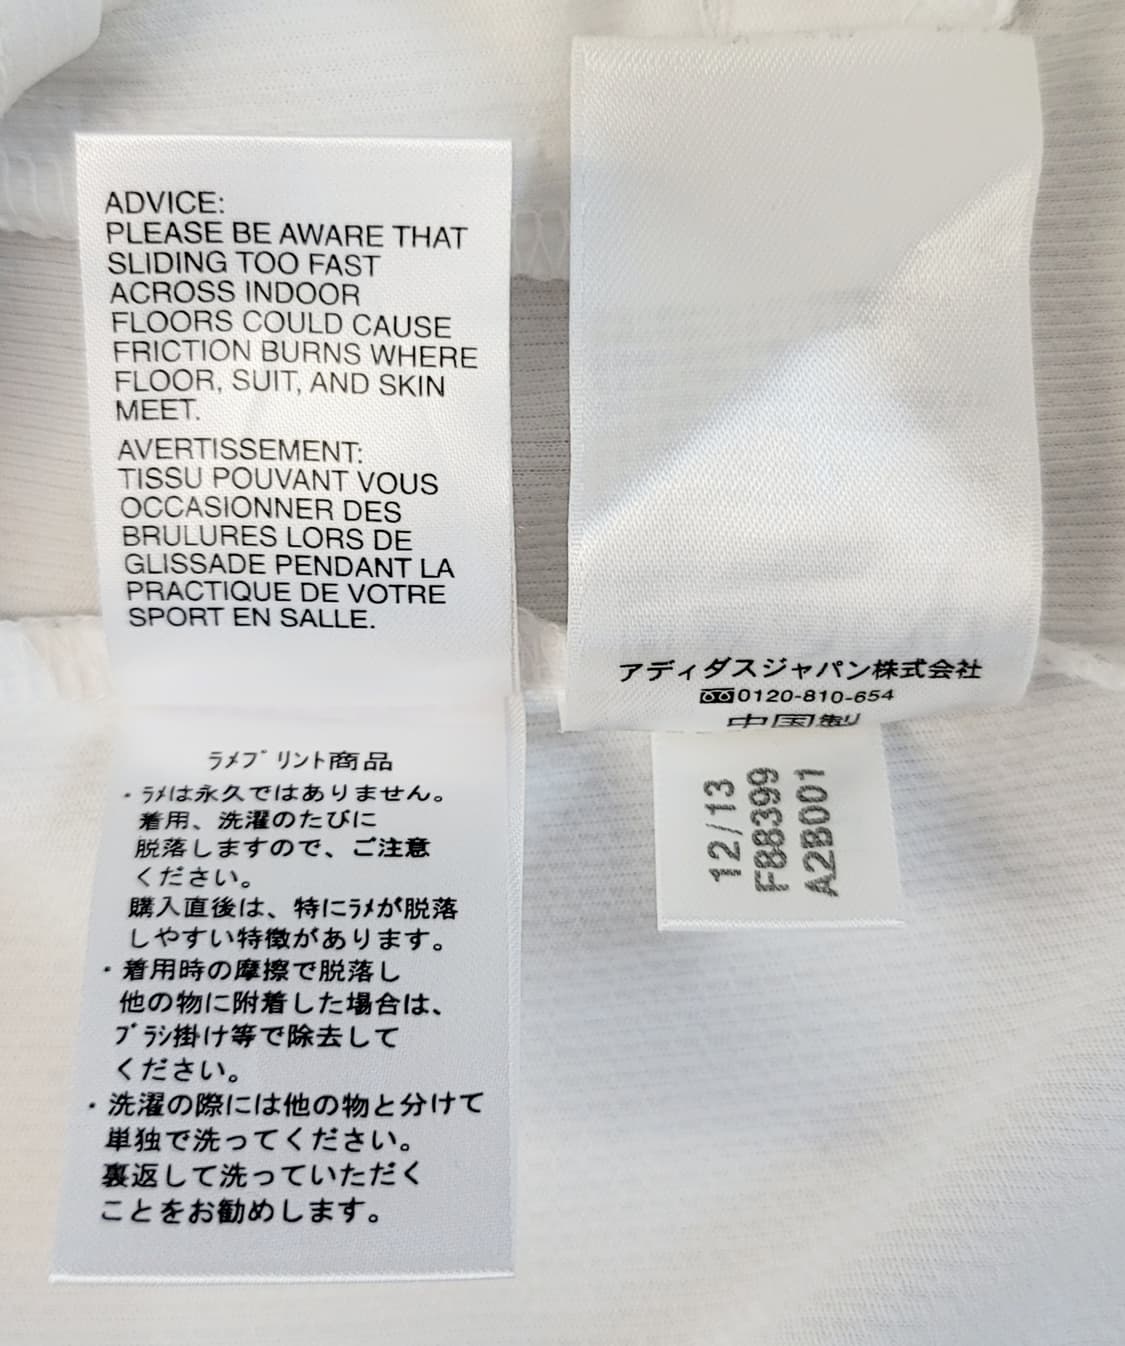 ADVICE:
PLEASE BE AWARE THAT
SLIDING TOO FAST
ACROSS INDOOR
FLOORS COULD CAUSE
FRICTION BURNS WHERE
FLOOR, SUIT, AND SKIN
MEET.
AVERTISSEMENT:
TISSU POUVANT VOUS
OCCASIONNER DES
BRULURES LORS DE
GLISSADE PENDANT LA
PRACTIQUE DE VOTRE
SPORT EN SALLE.
ﾗﾒﾌﾟﾘﾝﾄ商品
・ﾗﾒは永久ではありません。
着用、洗濯のたびに
脱落しますので、ご注意
ください。
購入直後は、特にﾗﾒが脱落
しやすい特徴があります。
・着用時の摩擦で脱落し
他の物に附着した場合は、
ﾌﾞﾗｼ掛け等で除去して
ください。
・洗濯の際には他の物と分けて
単独で洗ってください。
裏返して洗っていただく
ことをお勧めします。
アディダスジャパン株式会社
0120-810-654
中国製
12/13
F88399
A2B001